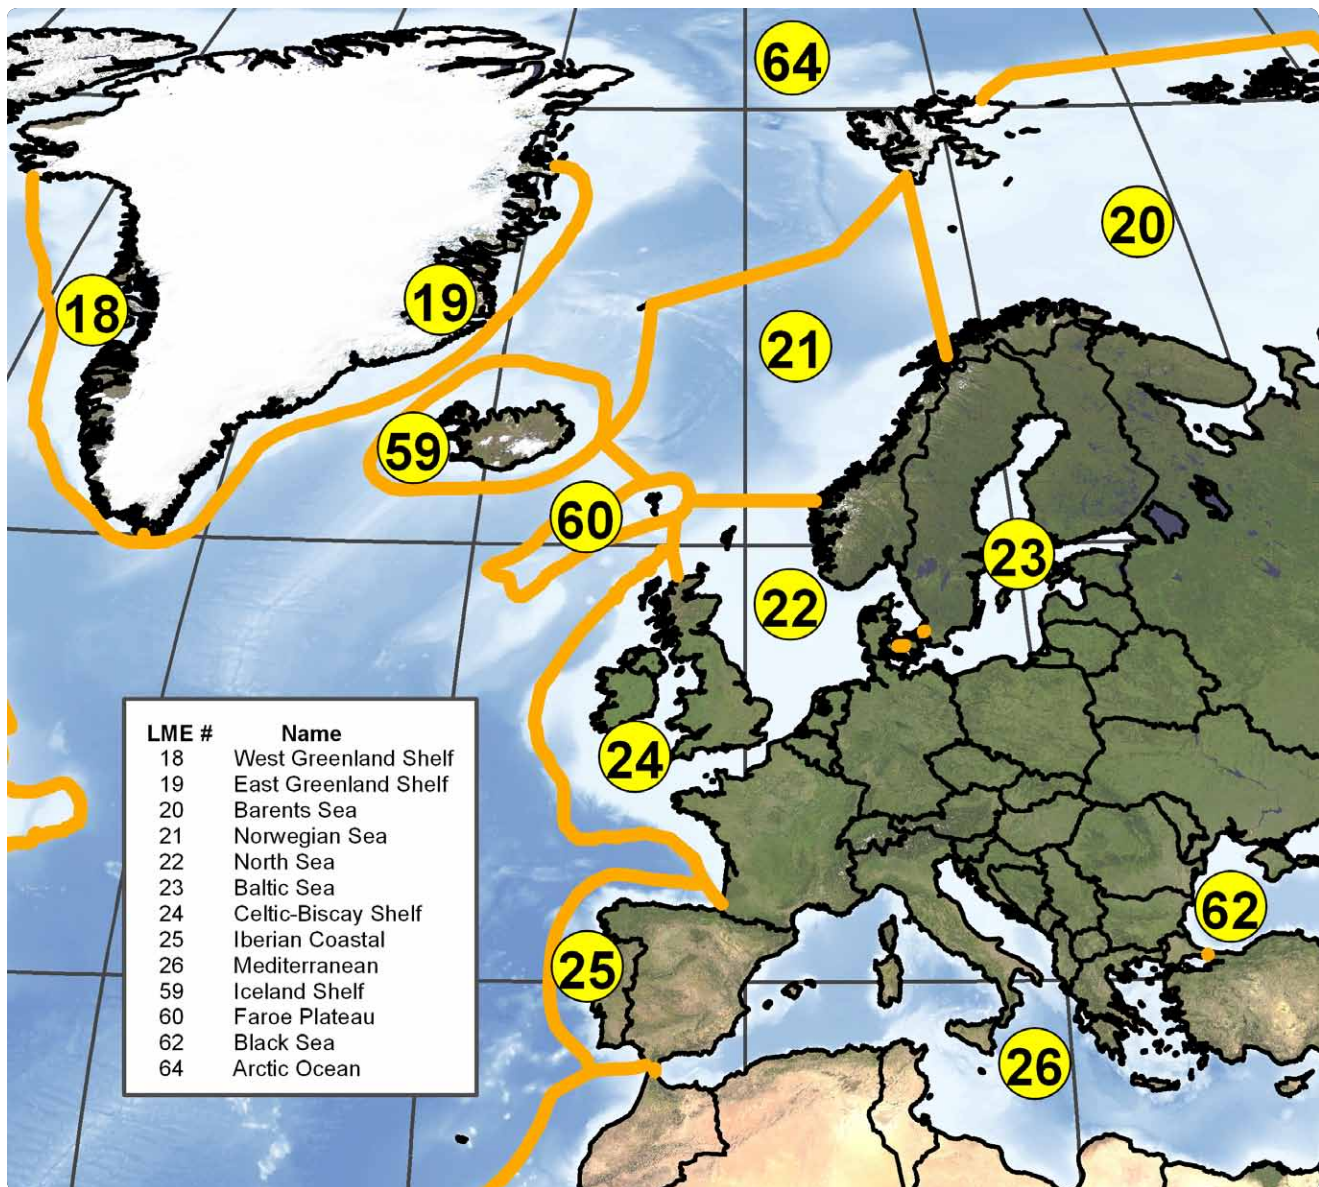 64
20
18
19
21
59
60
23
22
24
62
25
26
LME # Name
18 West Greenland Shelf
19 East Greenland Shelf
20 Barents Sea
21 Norwegian Sea
22 North Sea
23 Baltic Sea
24 Celtic-Biscay Shelf
25 Iberian Coastal
26 Mediterranean
59 Iceland Shelf
60 Faroe Plateau
62 Black Sea
64 Arctic Ocean